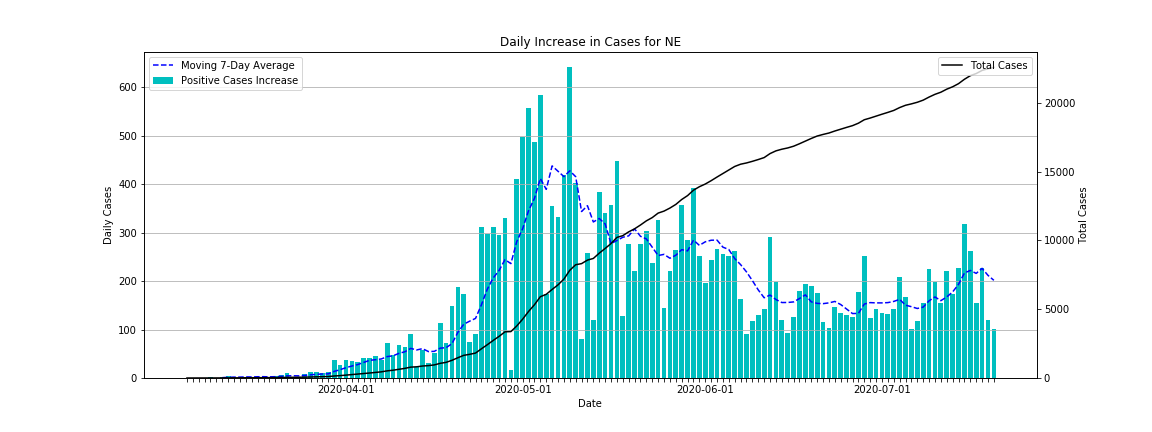 Daily Increase in Cases for NE
Moving 7-Day Average
Positive Cases Increase
Total Cases
600
500
400
300
200
100
0
20000
15000
10000
5000
0
Daily Cases
Total Cases
2020-04-01
2020-05-01
2020-06-01
2020-07-01
Date